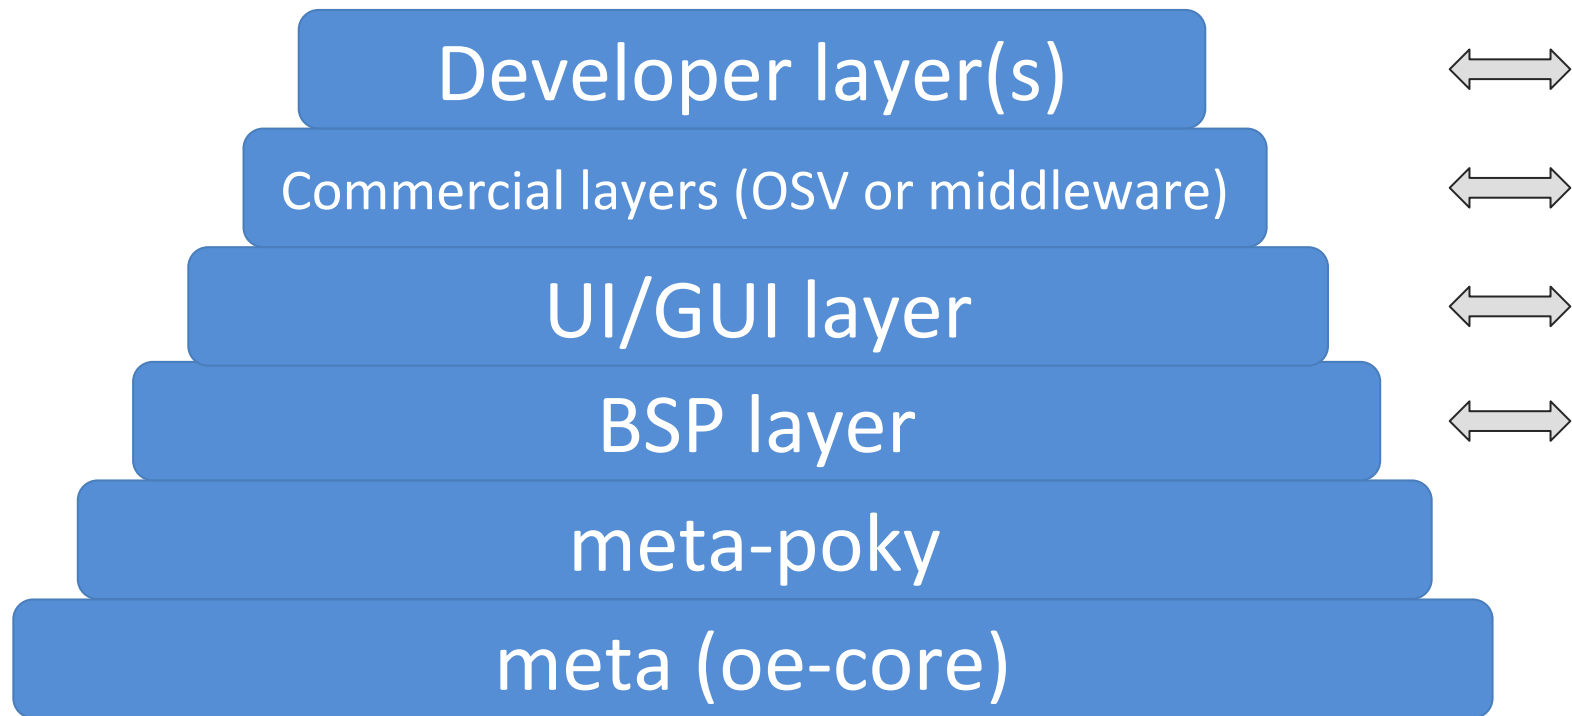 Developer layer(s)
Commercial layers (OSV or middleware)
UI/GUI layer
BSP layer
meta-poky
meta (oe-core)